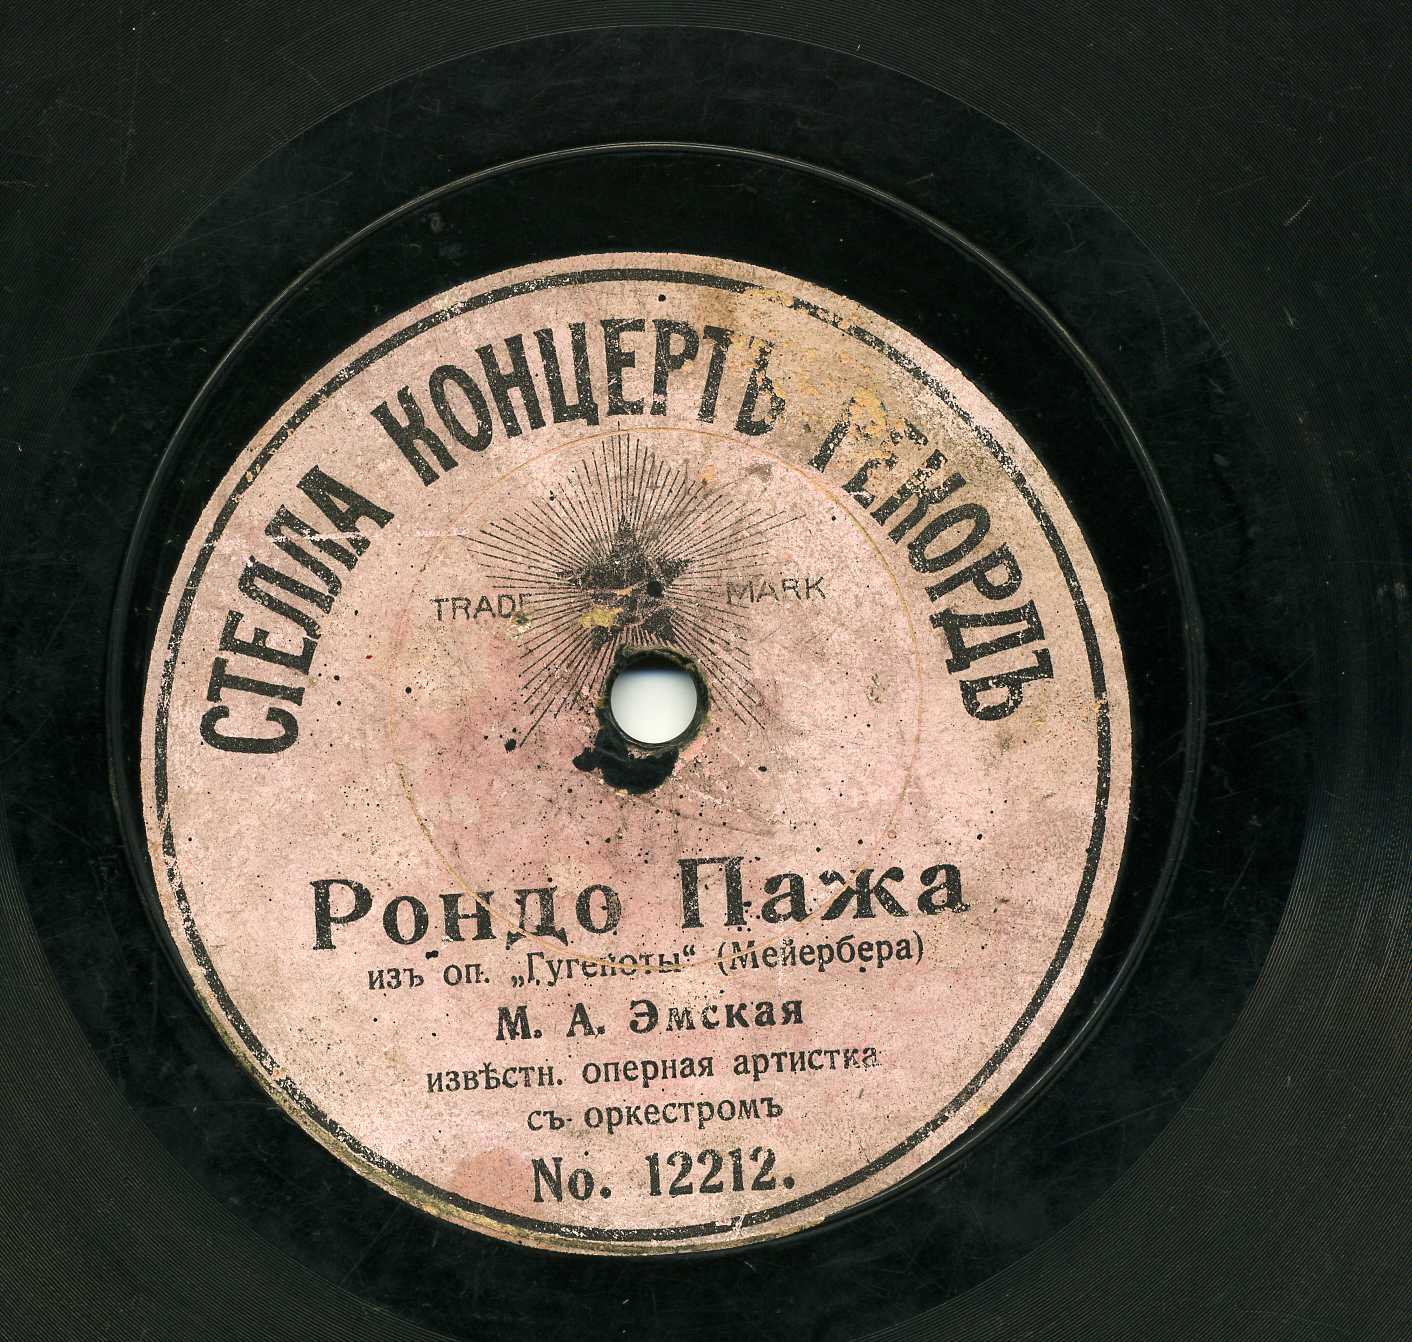 СТЕЛЛА КОНЦЕРТЪ РЕКОРДЪ
TRADE MARK
Рондо Пажа
изъ оп. „Гугеноты“ (Мейербера)
М. А. Эмская
извѣстн. оперная артистка
съ оркестромъ
No. 12212.